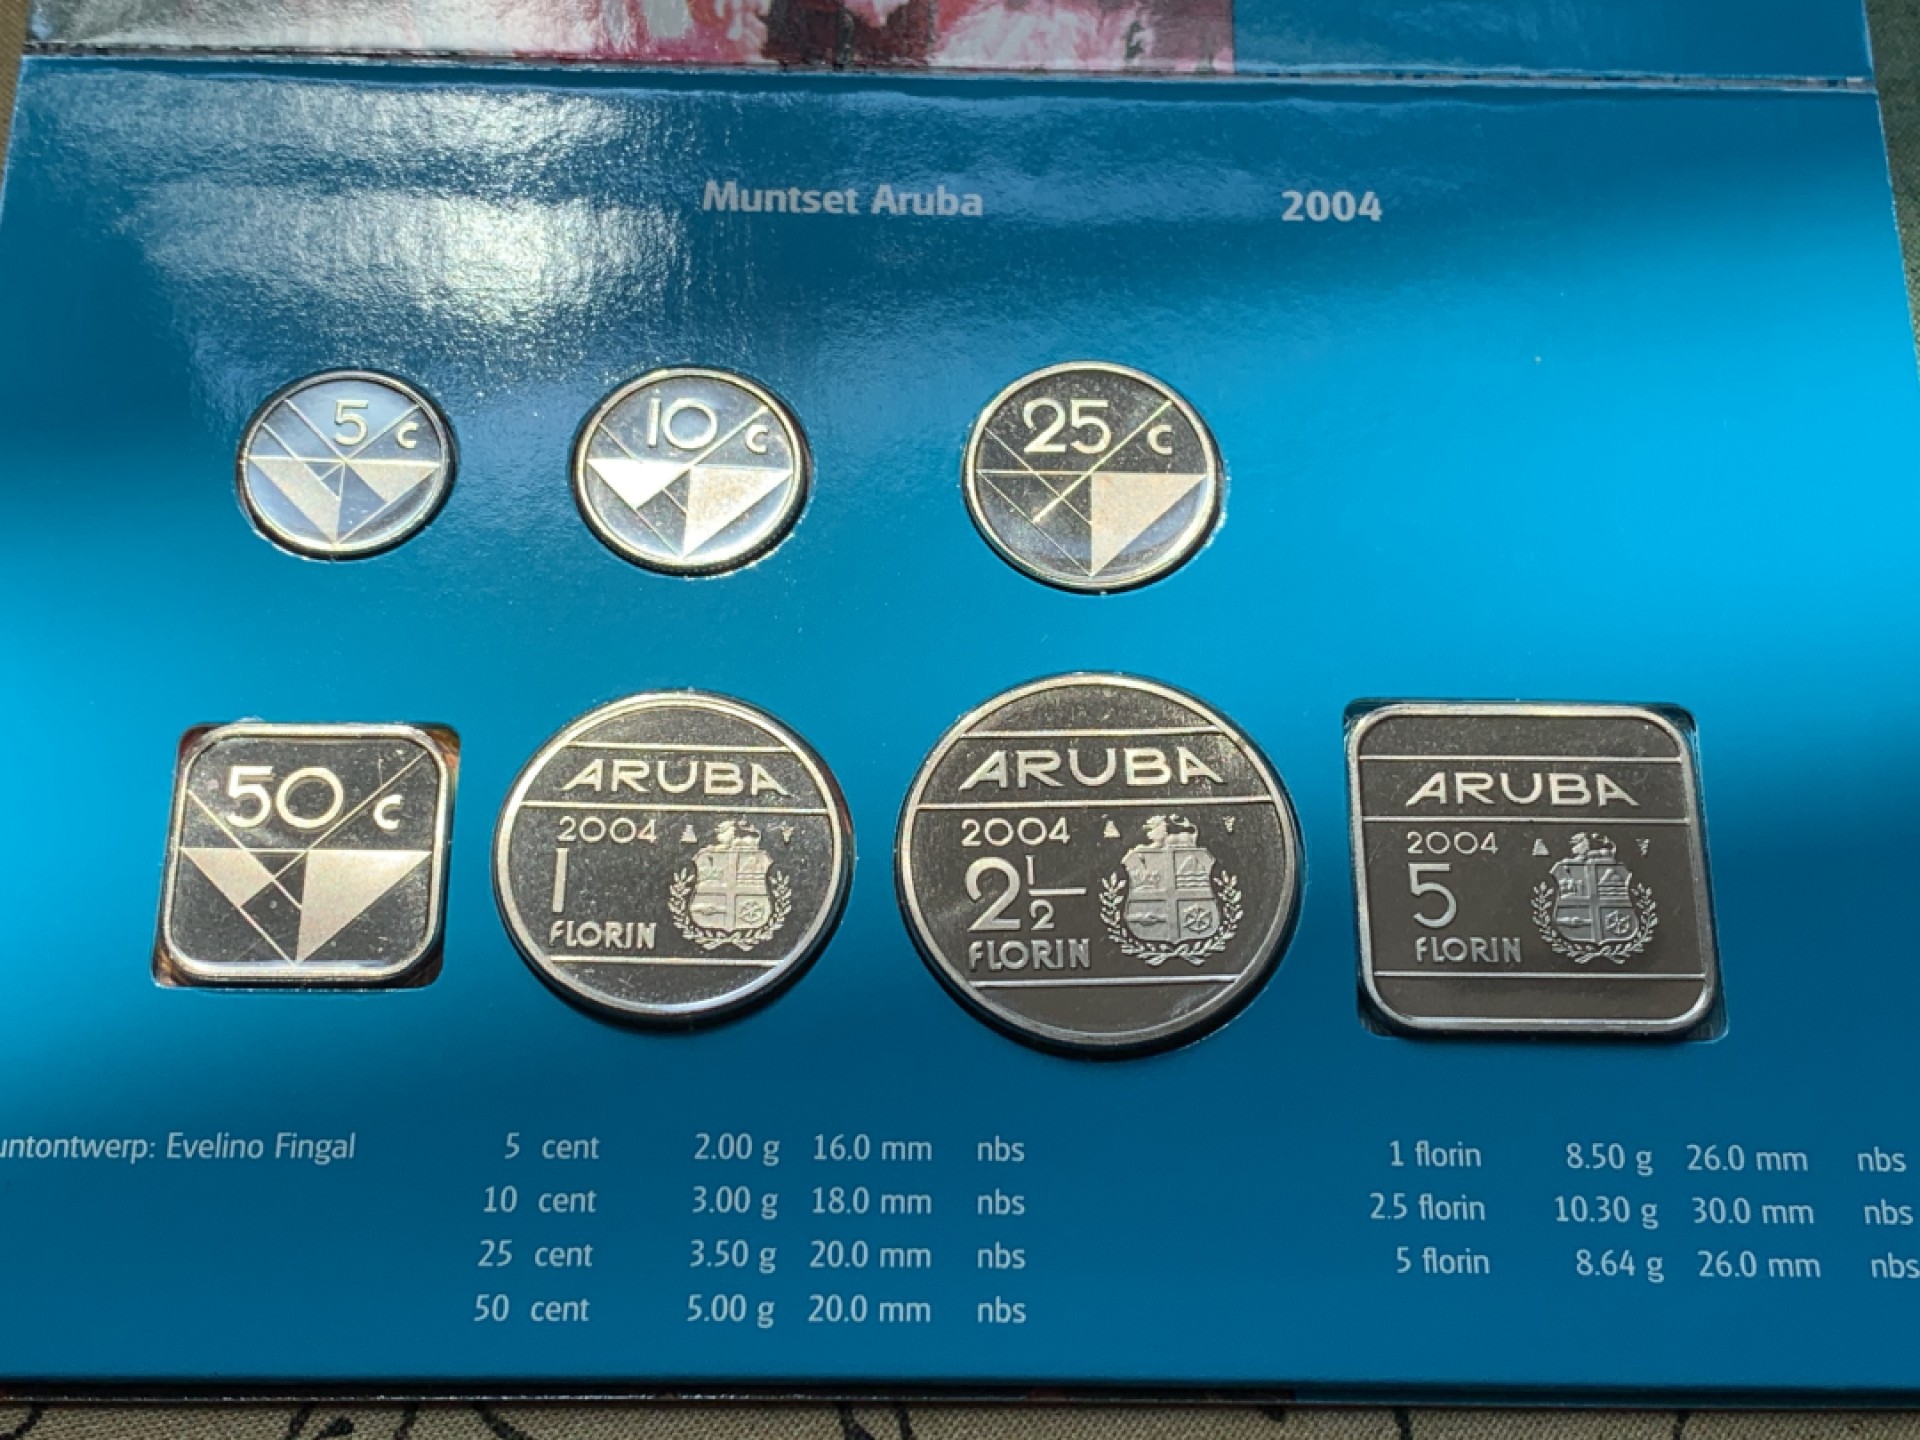 Muntset Aruba 2004
5 c
10 c
25 c
50 c
ARUBA
2004
1
FLORIN
ARUBA
2004
2 1/2
FLORIN
ARUBA
2004
5
FLORIN
Evelino Fingal
5 cent 2.00 g 16.0 mm nbs
10 cent 3.00 g 18.0 mm nbs
25 cent 3.50 g 20.0 mm nbs
50 cent 5.00 g 20.0 mm nbs
1 florin 8.50 g 26.0 mm nbs
2.5 florin 10.30 g 30.0 mm nbs
5 florin 8.64 g 26.0 mm nbs